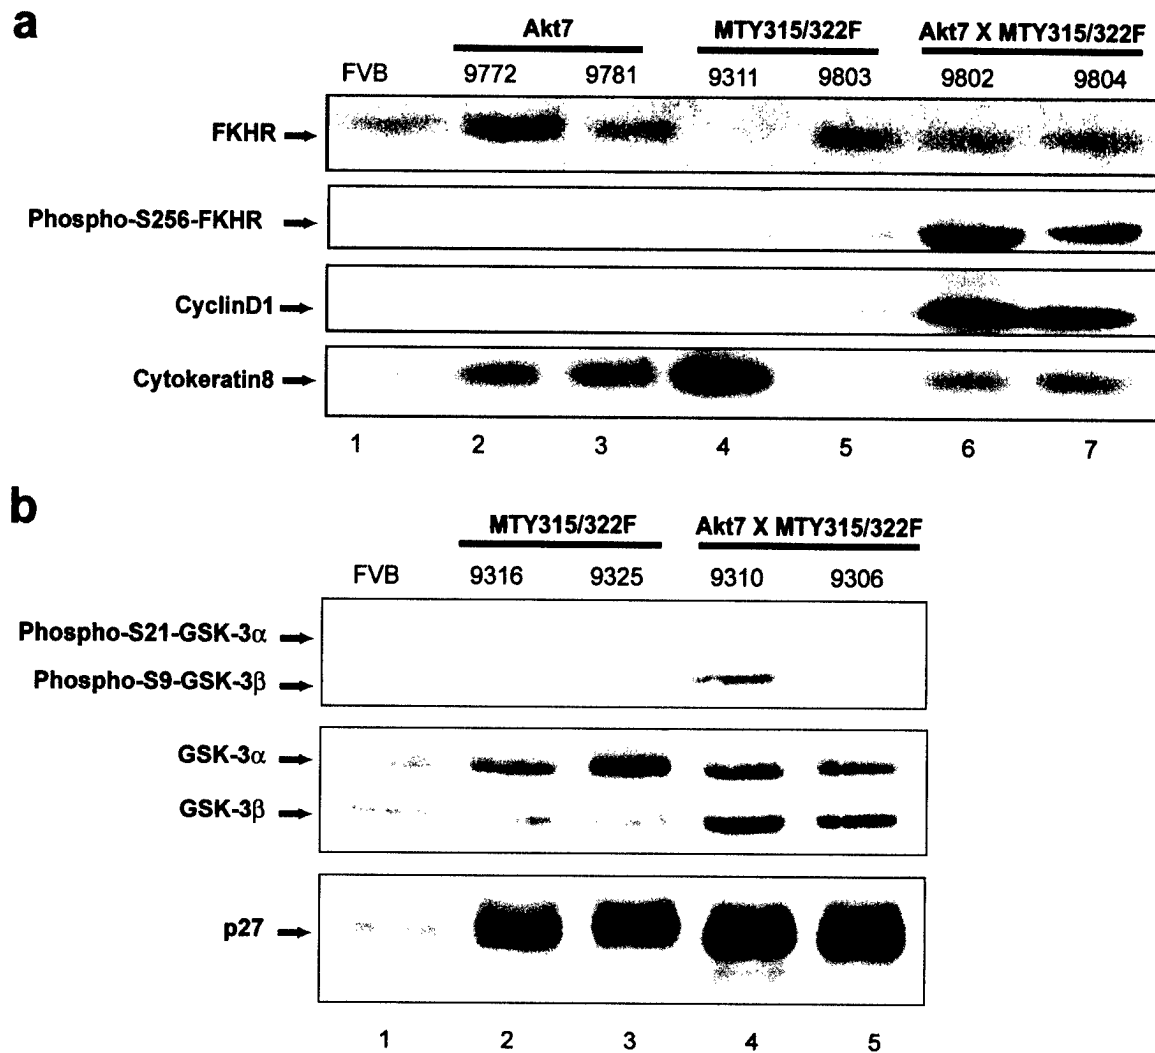 a
Akt7 MTY315/322F Akt7 X MTY315/322F
FVB 9772 9781 9311 9803 9802 9804
FKHR
Phospho-S256-FKHR
CyclinD1
Cytokeratin8
1 2 3 4 5 6 7
b
MTY315/322F Akt7 X MTY315/322F
FVB 9316 9325 9310 9306
Phospho-S21-GSK-3α
Phospho-S9-GSK-3β
GSK-3α
GSK-3β
p27
1 2 3 4 5